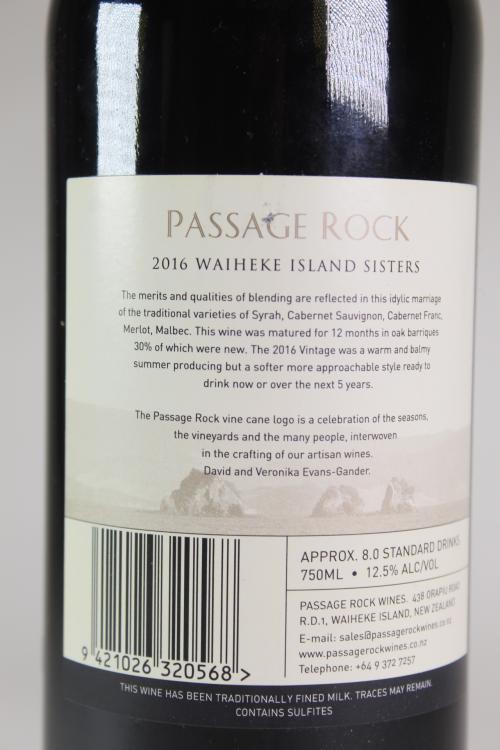 PASSAGE ROCK
2016 WAIHEKE ISLAND SISTERS
The merits and qualities of blending are reflected in this idylic marriage
of the traditional varieties of Syrah, Cabernet Sauvignon, Cabernet Franc,
Merlot, Malbec. This wine was matured for 12 months in oak barriques
30% of which were new. The 2016 Vintage was a warm and balmy
summer producing but a softer more approachable style ready to
drink now or over the next 5 years.
The Passage Rock vine cane logo is a celebration of the seasons,
the vineyards and the many people, interwoven
in the crafting of our artisan wines.
David and Veronika Evans-Gander.
APPROX. 8.0 STANDARD DRINKS
750ML • 12.5% ALC/VOL
PASSAGE ROCK WINES. 438 ORAPIU ROAD
R.D.1, WAIHEKE ISLAND, NEW ZEALAND
E-mail: sales@passagerockwines.co.nz
www.passagerockwines.co.nz
Telephone: +64 9 372 7257
9 421026 320568 >
THIS WINE HAS BEEN TRADITIONALLY FINED MILK. TRACES MAY REMAIN.
CONTAINS SULFITES